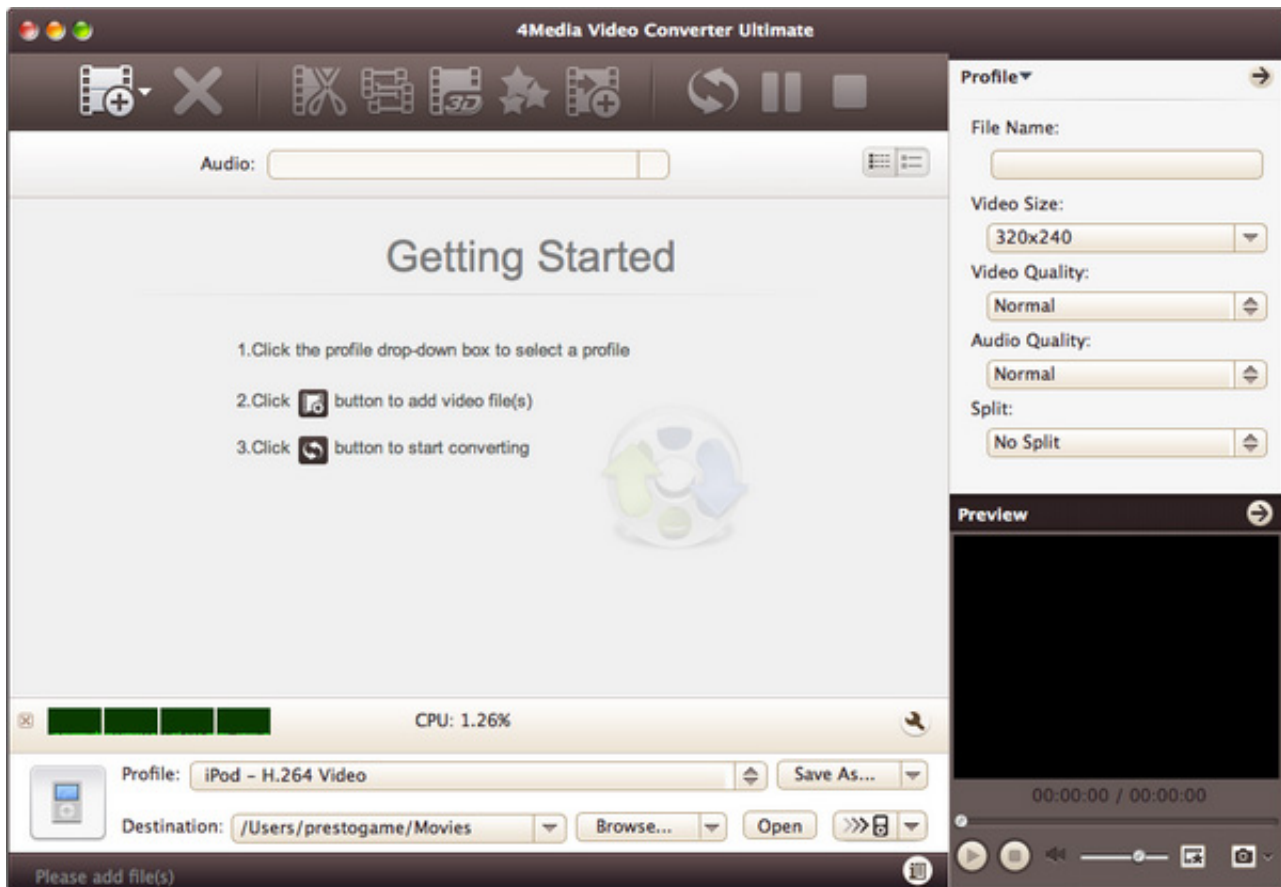 4Media Video Converter Ultimate
3D
Audio:
Getting Started
1.Click the profile drop-down box to select a profile
2.Click button to add video file(s)
3.Click button to start converting
CPU: 1.26%
Profile: iPod - H.264 Video Save As...
Destination: /Users/prestogame/Movies Browse... Open
Please add file(s)
Profile
File Name:
Video Size:
320x240
Video Quality:
Normal
Audio Quality:
Normal
Split:
No Split
Preview
00:00:00 / 00:00:00